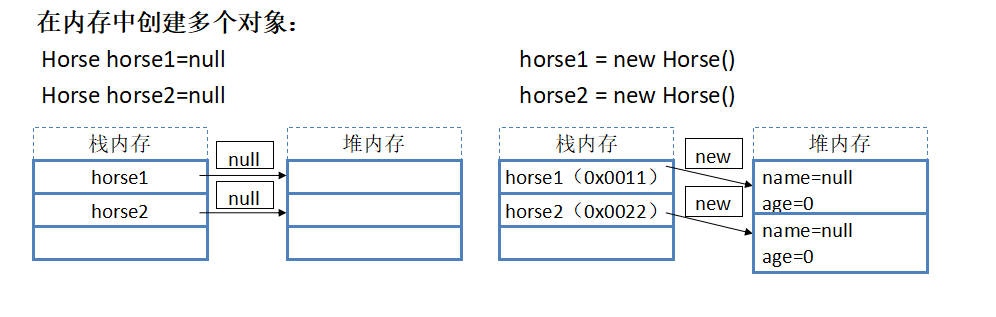 在内存中创建多个对象：
Horse horse1=null
Horse horse2=null
horse1 = new Horse()
horse2 = new Horse()
栈内存
null
堆内存
horse1
null
horse2
栈内存
new
堆内存
horse1（0x0011）
new
horse2（0x0022）
name=null
age=0
name=null
age=0